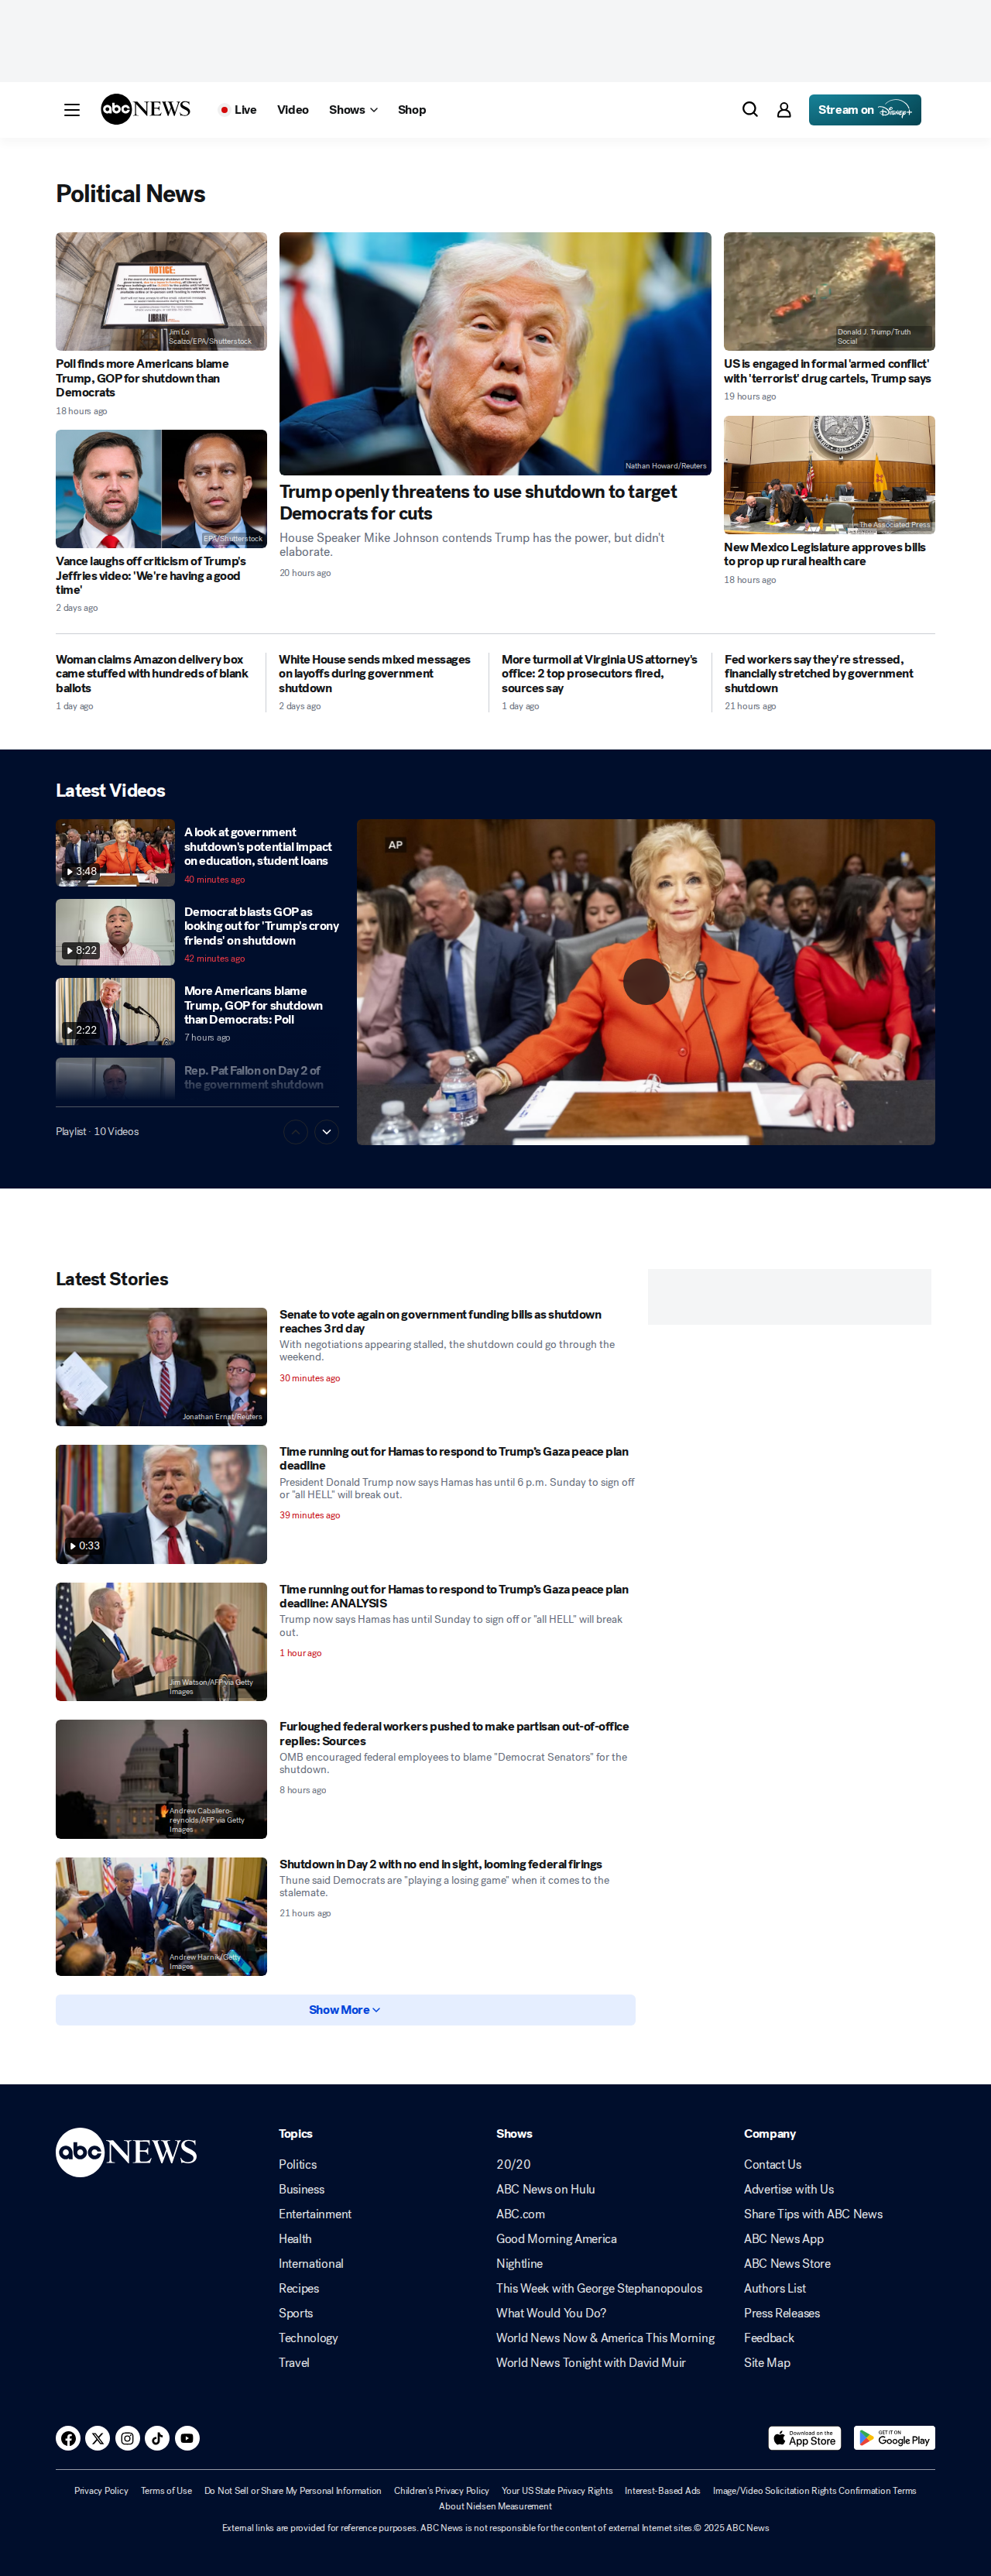 abc NEWS
Live
Video
Shows
Shop
Stream on Disney+
Political News
NOTICE:
LIBRARY
Jim Lo
Scalzo/EPA/Shutterstock
Poll finds more Americans blame
Trump, GOP for shutdown than
Democrats
18 hours ago
EPA/Shutterstock
Vance laughs off criticism of Trump's
Jeffries video: 'We're having a good
time'
2 days ago
Nathan Howard/Reuters
Trump openly threatens to use shutdown to target
Democrats for cuts
House Speaker Mike Johnson contends Trump has the power, but didn't
elaborate.
20 hours ago
Donald J. Trump/Truth
Social
US is engaged in formal 'armed conflict'
with 'terrorist' drug cartels, Trump says
19 hours ago
The Associated Press
New Mexico Legislature approves bills
to prop up rural health care
18 hours ago
Woman claims Amazon delivery box
came stuffed with hundreds of blank
ballots
1 day ago
White House sends mixed messages
on layoffs during government
shutdown
2 days ago
More turmoil at Virginia US attorney's
office: 2 top prosecutors fired,
sources say
1 day ago
Fed workers say they're stressed,
financially stretched by government
shutdown
21 hours ago
Latest Videos
3:48
A look at government
shutdown's potential impact
on education, student loans
40 minutes ago
8:22
Democrat blasts GOP as
looking out for 'Trump's crony
friends' on shutdown
42 minutes ago
2:22
More Americans blame
Trump, GOP for shutdown
than Democrats: Poll
7 hours ago
Rep. Pat Fallon on Day 2 of
the government shutdown
Playlist · 10 Videos
AP
Latest Stories
Jonathan Ernst/Reuters
Senate to vote again on government funding bills as shutdown
reaches 3rd day
With negotiations appearing stalled, the shutdown could go through the
weekend.
30 minutes ago
0:33
Time running out for Hamas to respond to Trump's Gaza peace plan
deadline
President Donald Trump now says Hamas has until 6 p.m. Sunday to sign off
or "all HELL" will break out.
39 minutes ago
Jim Watson/AFP via Getty
Images
Time running out for Hamas to respond to Trump's Gaza peace plan
deadline: ANALYSIS
Trump now says Hamas has until Sunday to sign off or "all HELL" will break
out.
1 hour ago
Andrew Caballero-
reynolds/AFP via Getty
Images
Furloughed federal workers pushed to make partisan out-of-office
replies: Sources
OMB encouraged federal employees to blame "Democrat Senators" for the
shutdown.
8 hours ago
Andrew Harnik/Getty
Images
Shutdown in Day 2 with no end in sight, looming federal firings
Thune said Democrats are "playing a losing game" when it comes to the
stalemate.
21 hours ago
Show More
abc NEWS
Topics
Politics
Business
Entertainment
Health
International
Recipes
Sports
Technology
Travel
Shows
20/20
ABC News on Hulu
ABC.com
Good Morning America
Nightline
This Week with George Stephanopoulos
What Would You Do?
World News Now & America This Morning
World News Tonight with David Muir
Company
Contact Us
Advertise with Us
Share Tips with ABC News
ABC News App
ABC News Store
Authors List
Press Releases
Feedback
Site Map
Download on the
App Store
GET IT ON
Google Play
Privacy Policy Terms of Use Do Not Sell or Share My Personal Information Children's Privacy Policy Your US State Privacy Rights Interest-Based Ads Image/Video Solicitation Rights Confirmation Terms
About Nielsen Measurement
External links are provided for reference purposes. ABC News is not responsible for the content of external Internet sites.© 2025 ABC News